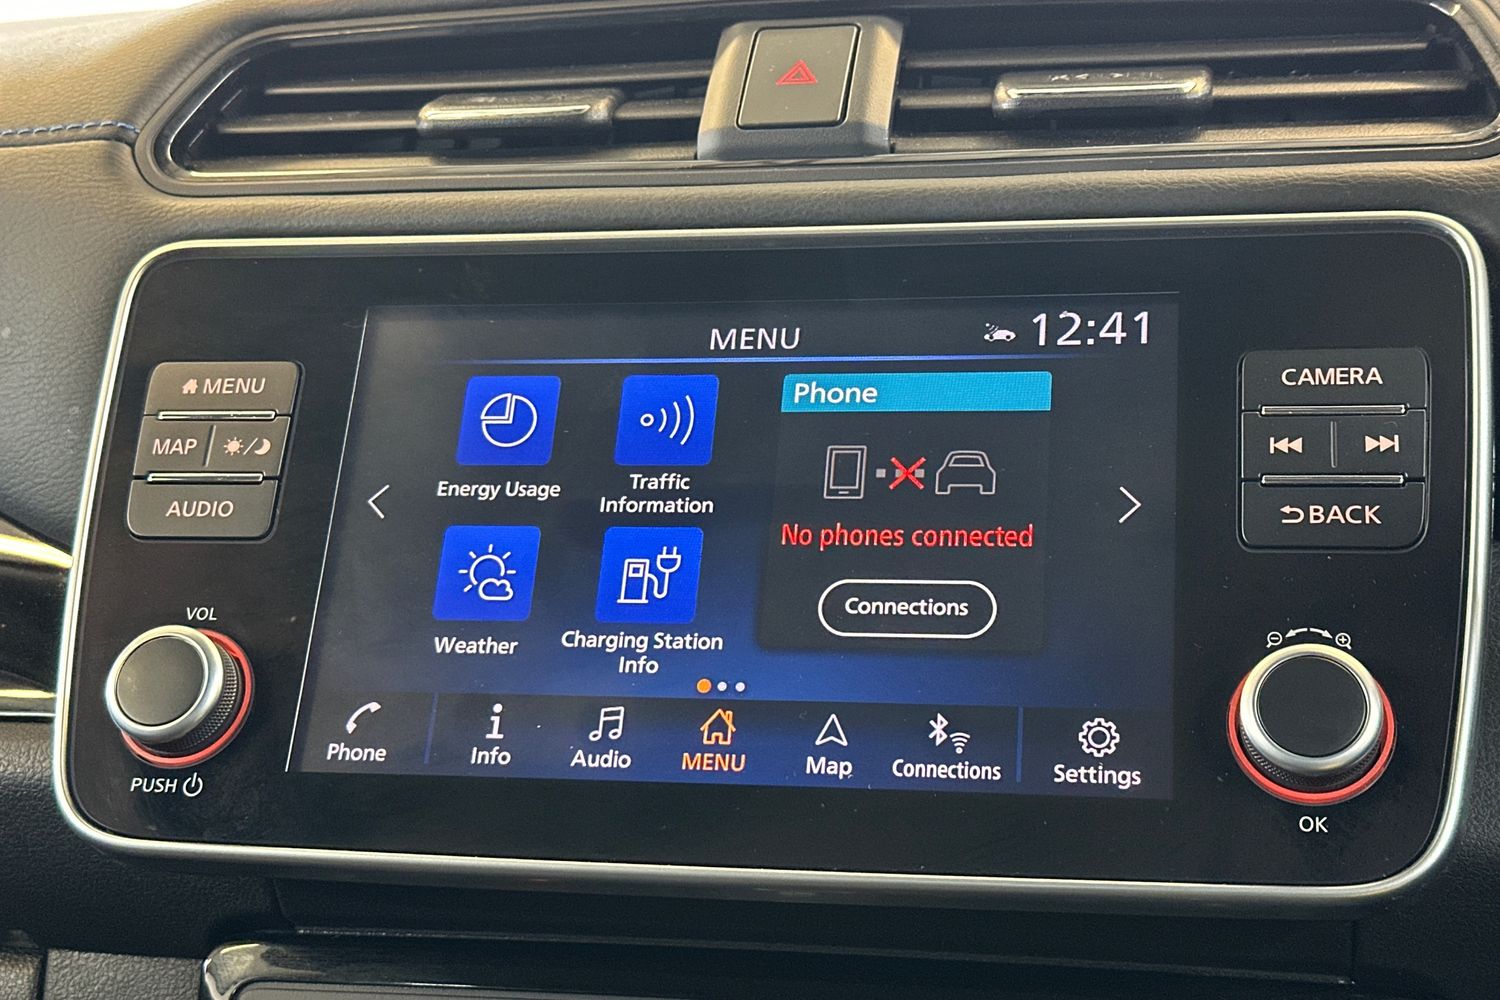 MENU
12:41
MENU
MAP
AUDIO
VOL
PUSH
Energy Usage
Traffic
Information
Weather
Charging Station
Info
Phone
No phones connected
Connections
Phone
Info
Audio
MENU
Map
Connections
Settings
CAMERA
BACK
OK